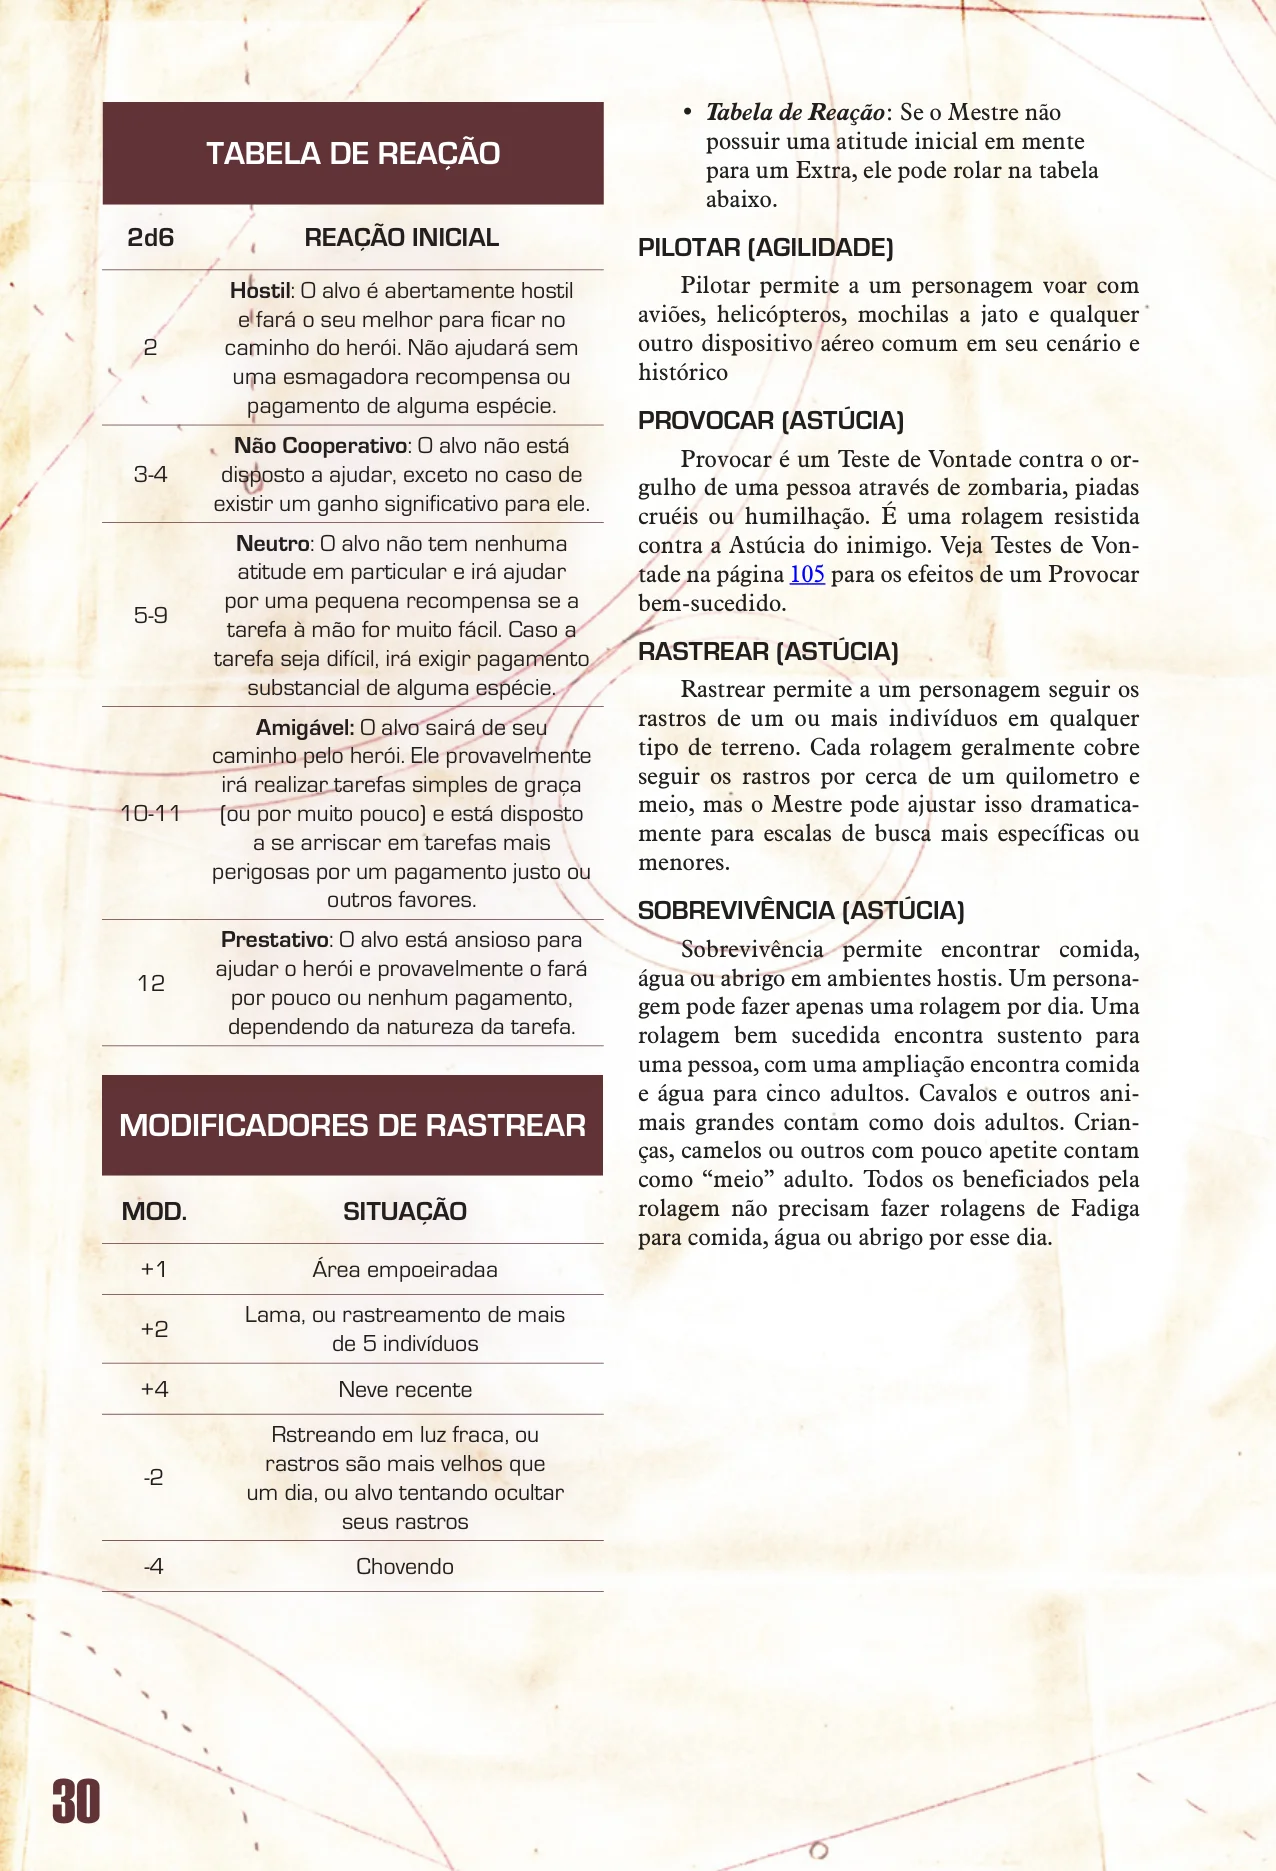 TABELA DE REAÇÃO
2d6 REAÇÃO INICIAL
Hostil: O alvo é abertamente hostil
e fará o seu melhor para ficar no
2 caminho do herói. Não ajudará sem
uma esmagadora recompensa ou
pagamento de alguma espécie.
Não Cooperativo: O alvo não está
3-4 disposto a ajudar, exceto no caso de
existir um ganho significativo para ele.
Neutro: O alvo não tem nenhuma
atitude em particular e irá ajudar
por uma pequena recompensa se a
5-9 tarefa à mão for muito fácil. Caso a
tarefa seja difícil, irá exigir pagamento
substancial de alguma espécie.
Amigável: O alvo sairá de seu
caminho pelo herói. Ele provavelmente
irá realizar tarefas simples de graça
10-11 (ou por muito pouco) e está disposto
a se arriscar em tarefas mais
perigosas por um pagamento justo ou
outros favores.
Prestativo: O alvo está ansioso para
ajudar o herói e provavelmente o fará
12 por pouco ou nenhum pagamento,
dependendo da natureza da tarefa.
MODIFICADORES DE RASTREAR
MOD. SITUAÇÃO
+1 Área empoeiradaa
+2 Lama, ou rastreamento de mais
de 5 indivíduos
+4 Neve recente
Rstreando em luz fraca, ou
rastros são mais velhos que
-2 um dia, ou alvo tentando ocultar
seus rastros
-4 Chovendo
• Tabela de Reação: Se o Mestre não
possuir uma atitude inicial em mente
para um Extra, ele pode rolar na tabela
abaixo.
PILOTAR (AGILIDADE)
Pilotar permite a um personagem voar com
aviões, helicópteros, mochilas a jato e qualquer
outro dispositivo aéreo comum em seu cenário e
histórico
PROVOCAR (ASTÚCIA)
Provocar é um Teste de Vontade contra o or-
gulho de uma pessoa através de zombaria, piadas
cruéis ou humilhação. É uma rolagem resistida
contra a Astúcia do inimigo. Veja Testes de Von-
tade na página 105 para os efeitos de um Provocar
bem-sucedido.
RASTREAR (ASTÚCIA)
Rastrear permite a um personagem seguir os
rastros de um ou mais indivíduos em qualquer
tipo de terreno. Cada rolagem geralmente cobre
seguir os rastros por cerca de um quilometro e
meio, mas o Mestre pode ajustar isso dramatica-
mente para escalas de busca mais específicas ou
menores.
SOBREVIVÊNCIA (ASTÚCIA)
Sobrevivência permite encontrar comida,
água ou abrigo em ambientes hostis. Um persona-
gem pode fazer apenas uma rolagem por dia. Uma
rolagem bem sucedida encontra sustento para
uma pessoa, com uma ampliação encontra comida
e água para cinco adultos. Cavalos e outros ani-
mais grandes contam como dois adultos. Crian-
ças, camelos ou outros com pouco apetite contam
como “meio” adulto. Todos os beneficiados pela
rolagem não precisam fazer rolagens de Fadiga
para comida, água ou abrigo por esse dia.
30